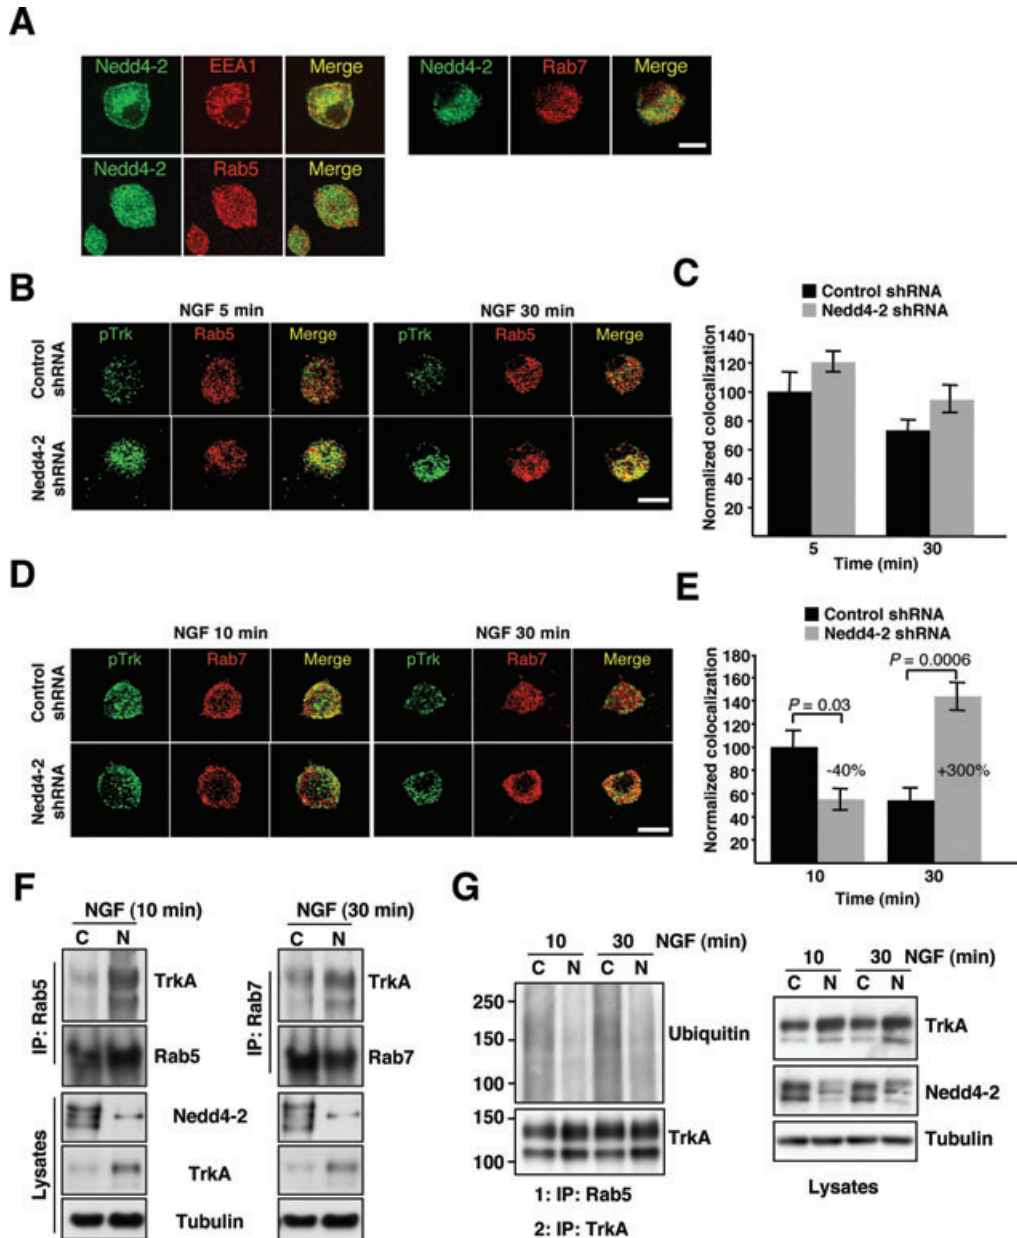 A
Nedd4-2 EEA1 Merge
Nedd4-2 Rab7 Merge
Nedd4-2 Rab5 Merge
B
NGF 5 min NGF 30 min
pTrk Rab5 Merge pTrk Rab5 Merge
Control shRNA
Nedd4-2 shRNA
C
Control shRNA
Nedd4-2 shRNA
Normalized colocalization
140
120
100
80
60
40
20
5 30
Time (min)
D
NGF 10 min NGF 30 min
pTrk Rab7 Merge pTrk Rab7 Merge
Control shRNA
Nedd4-2 shRNA
E
Control shRNA
Nedd4-2 shRNA
Normalized colocalization
180
160
140
120
100
80
60
40
20
P = 0.0006
P = 0.03
-40%
+300%
10 30
Time (min)
F
NGF (10 min) NGF (30 min)
C N C N
IP: Rab5
TrkA
Rab5
IP: Rab7
TrkA
Rab7
Lysates
Nedd4-2
TrkA
Tubulin
G
10 30 NGF (min)
C N C N
250
150
100
Ubiquitin
150
100
TrkA
1: IP: Rab5
2: IP: TrkA
10 30 NGF (min)
C N C N
TrkA
Nedd4-2
Tubulin
Lysates